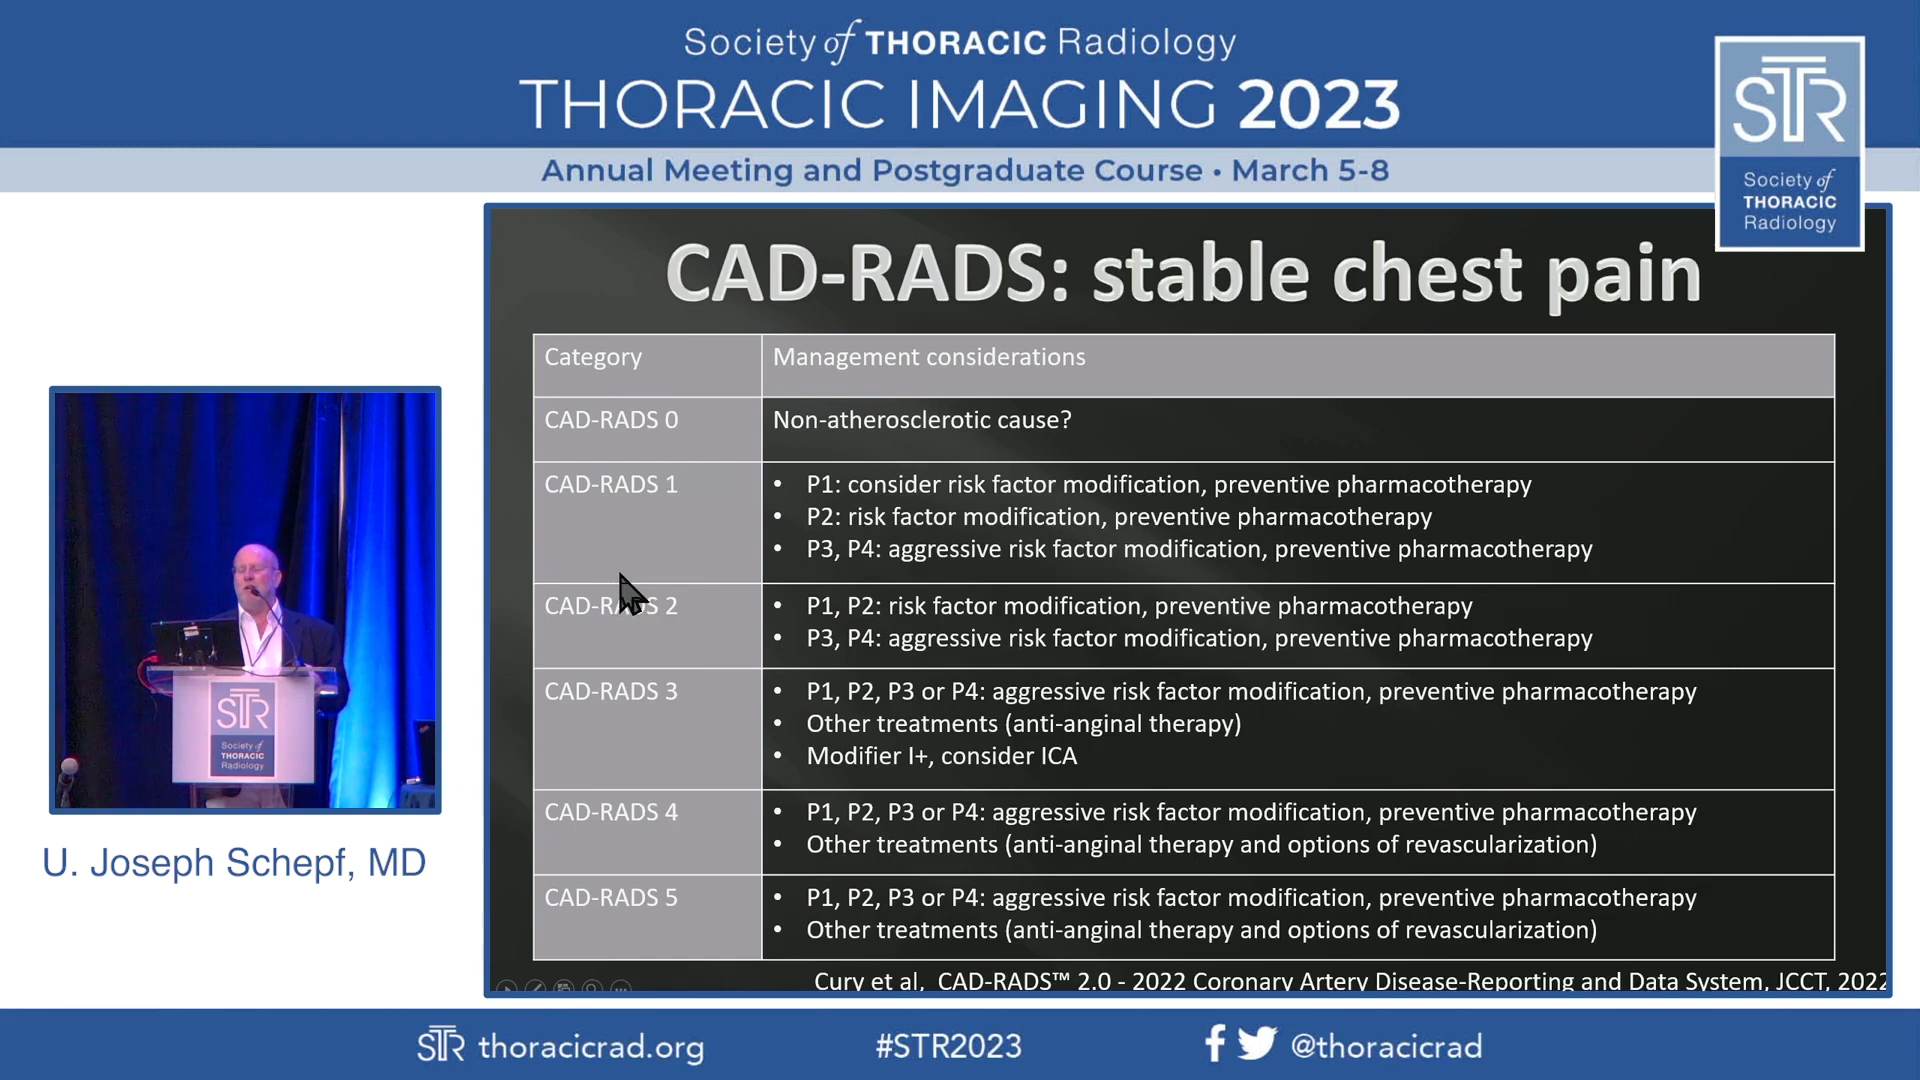 Society of THORACIC Radiology
THORACIC IMAGING 2023
Annual Meeting and Postgraduate Course • March 5-8
STR
Society of
THORACIC
Radiology
CAD-RADS: stable chest pain
Category Management considerations
CAD-RADS 0 Non-atherosclerotic cause?
CAD-RADS 1 • P1: consider risk factor modification, preventive pharmacotherapy
• P2: risk factor modification, preventive pharmacotherapy
• P3, P4: aggressive risk factor modification, preventive pharmacotherapy
CAD-RADS 2 • P1, P2: risk factor modification, preventive pharmacotherapy
• P3, P4: aggressive risk factor modification, preventive pharmacotherapy
CAD-RADS 3 • P1, P2, P3 or P4: aggressive risk factor modification, preventive pharmacotherapy
• Other treatments (anti-anginal therapy)
• Modifier I+, consider ICA
CAD-RADS 4 • P1, P2, P3 or P4: aggressive risk factor modification, preventive pharmacotherapy
• Other treatments (anti-anginal therapy and options of revascularization)
CAD-RADS 5 • P1, P2, P3 or P4: aggressive risk factor modification, preventive pharmacotherapy
• Other treatments (anti-anginal therapy and options of revascularization)
Cury et al, CAD-RADS™ 2.0 - 2022 Coronary Artery Disease-Reporting and Data System, JCCT, 2022
STR
Society of
THORACIC
Radiology
U. Joseph Schepf, MD
STR thoracicrad.org
#STR2023
@thoracicrad